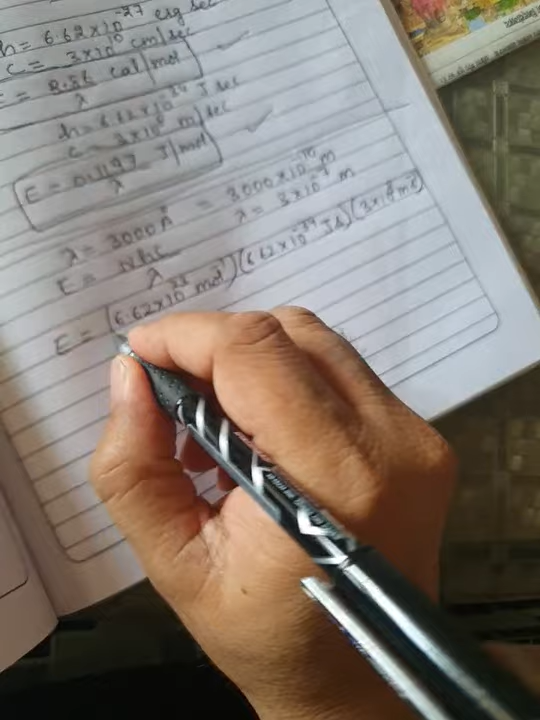 h = 6.62×10⁻²⁷ erg sec
c = 3×10¹⁰ cm/sec
E = 2.86 / λ cal/mol
h = 6.62×10⁻³⁴ J sec
c = 3×10⁸ m/sec
E = 0.1197 / λ J/mol
λ = 3000 Å = 3000×10⁻¹⁰ m
λ = 3×10⁻⁷ m
E = Nhc / λ
E = (6.62×10²³ mol⁻¹)(6.62×10⁻³⁴ Js)(3×10⁸ ms⁻¹)